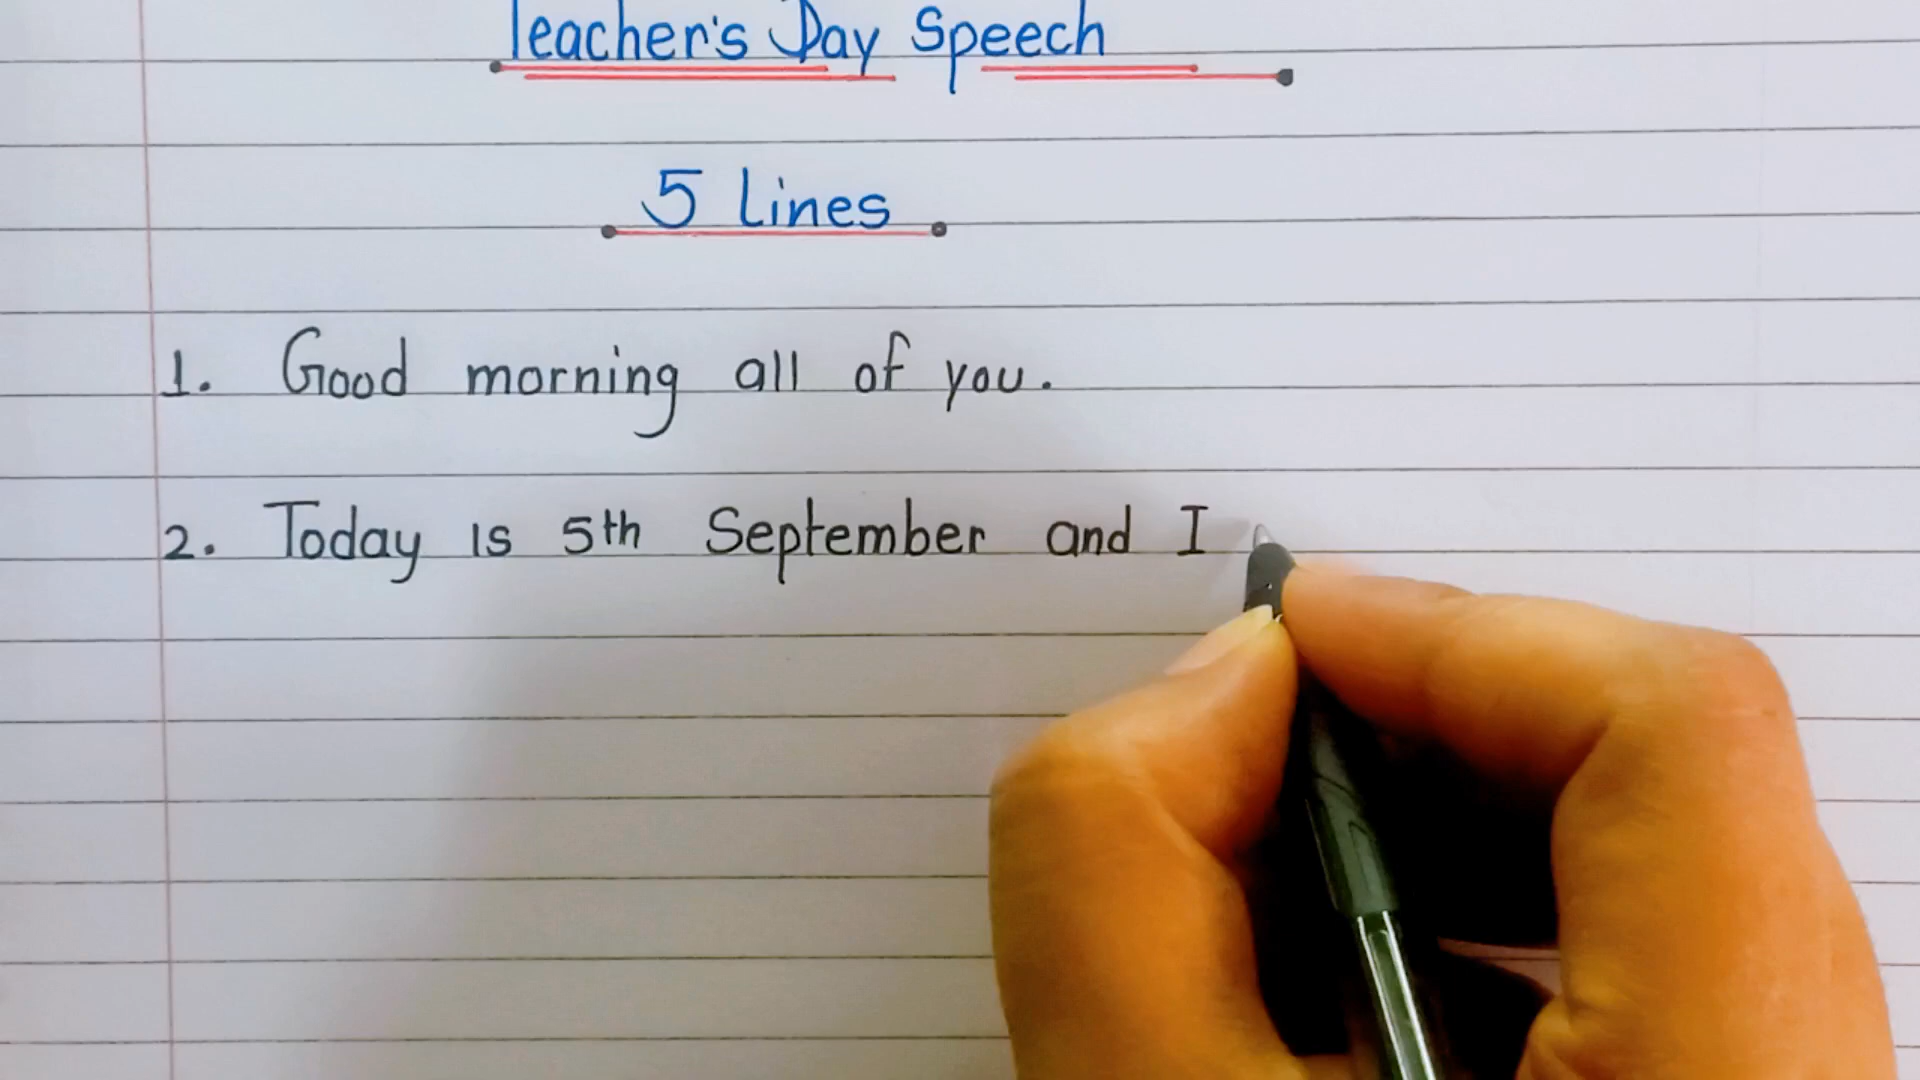 Teacher's Day Speech
5 Lines
1. Good morning all of you.
2. Today is 5th September and I